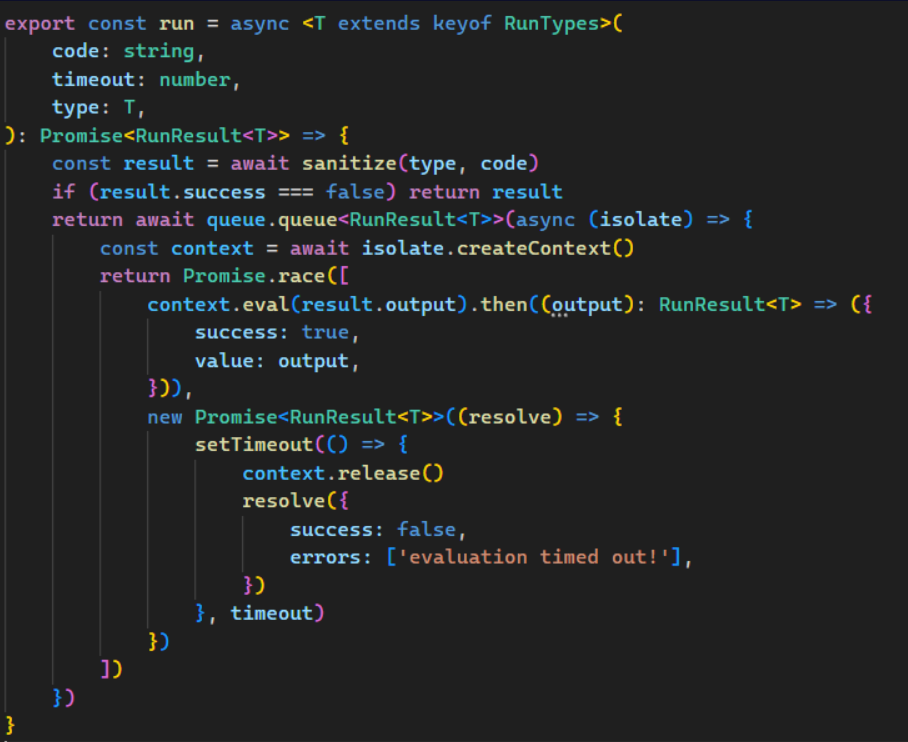 export const run = async <T extends keyof RunTypes>(
    code: string,
    timeout: number,
    type: T,
): Promise<RunResult<T>> => {
    const result = await sanitize(type, code)
    if (result.success === false) return result
    return await queue.queue<RunResult<T>>(async (isolate) => {
        const context = await isolate.createContext()
        return Promise.race([
            context.eval(result.output).then((output): RunResult<T> => ({
                success: true,
                value: output,
            })),
            new Promise<RunResult<T>>((resolve) => {
                setTimeout(() => {
                    context.release()
                    resolve({
                        success: false,
                        errors: ['evaluation timed out!'],
                    })
                }, timeout)
            })
        ])
    })
}